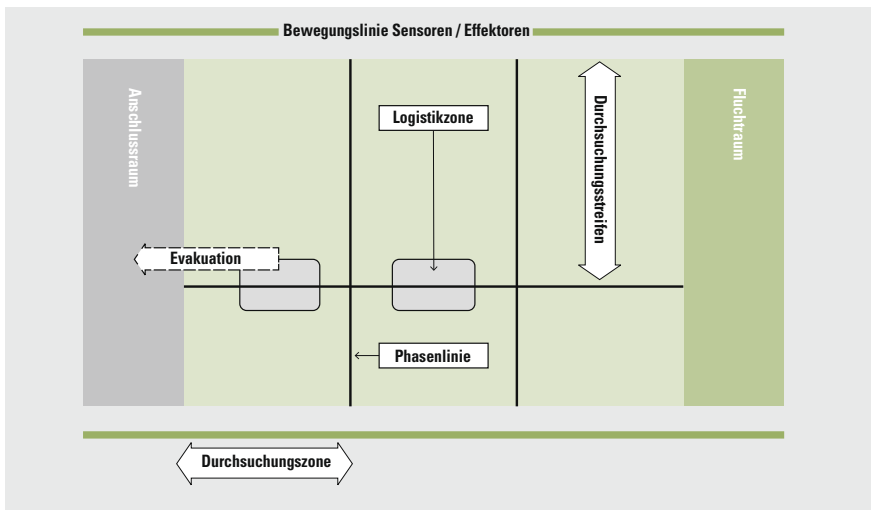 Bewegungslinie Sensoren / Effektoren
Anschlussraum
Logistikzone
Durchsuchungsstreifen
Fluchtraum
Evakuation
Phasenlinie
Durchsuchungszone